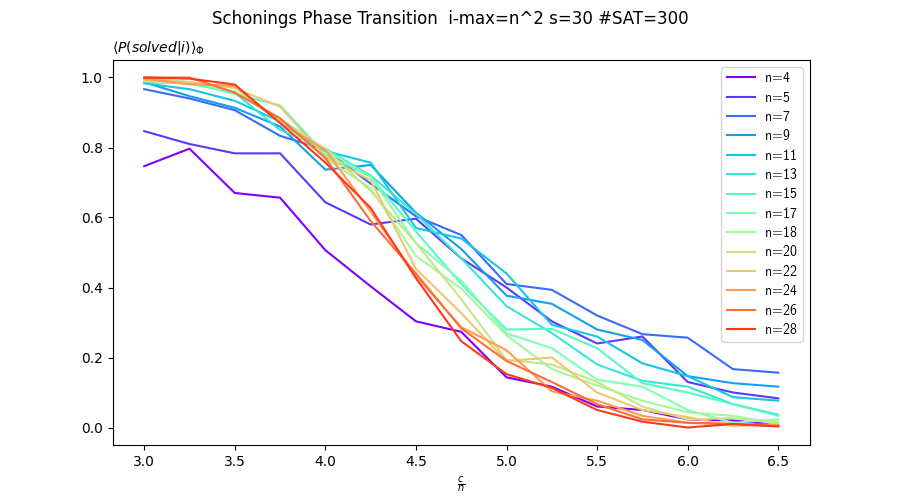 Schonings Phase Transition  i-max=n^2 s=30 #SAT=300
⟨P(solved|i)⟩Φ
1.0
0.8
0.6
0.4
0.2
0.0
n=4
n=5
n=7
n=9
n=11
n=13
n=15
n=17
n=18
n=20
n=22
n=24
n=26
n=28
3.0 3.5 4.0 4.5 5.0 5.5 6.0 6.5
c/n